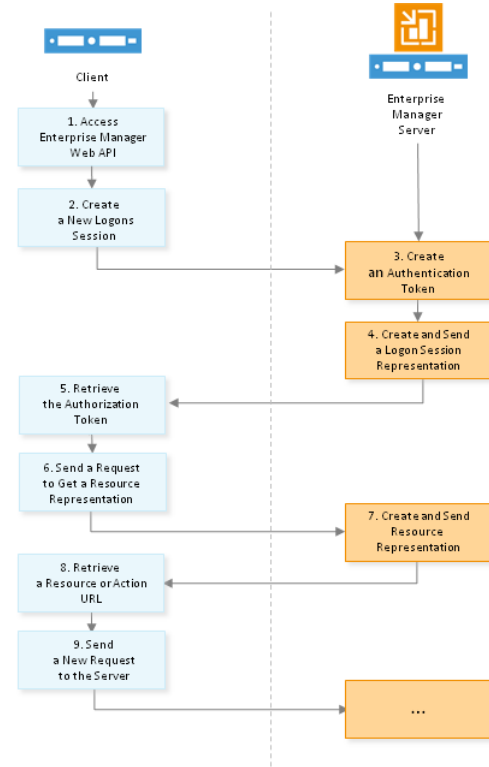 Client
Enterprise
Manager
Server
1. Access
Enterprise Manager
Web API
2. Create
a New Logons
Session
3. Create
an Authentication
Token
4. Create and Send
a Logon Session
Representation
5. Retrieve
the Authorization
Token
6. Send a Request
to Get a Resource
Representation
7. Create and Send
Resource
Representation
8. Retrieve
a Resource or Action
URL
9. Send
a New Request
to the Server
...